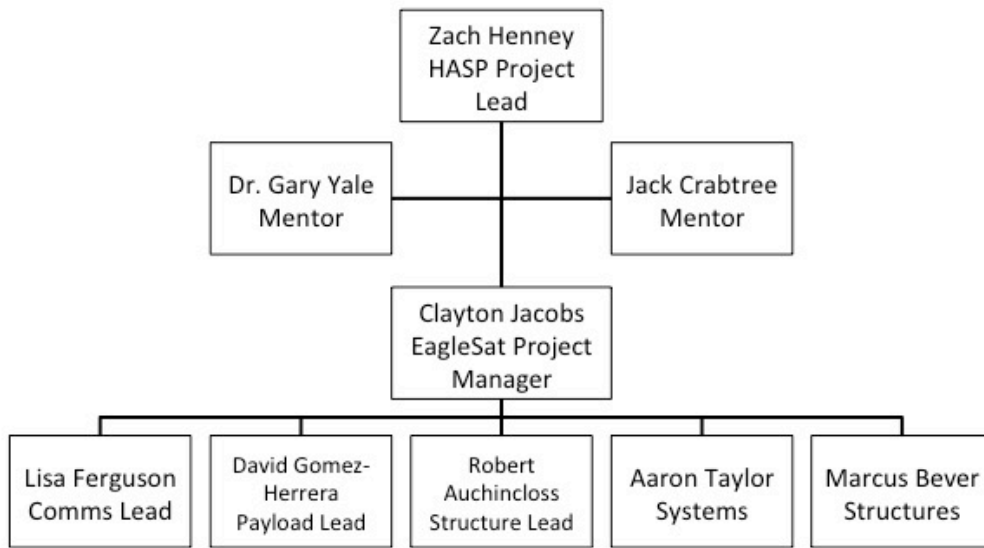 Zach Henney
HASP Project
Lead
Dr. Gary Yale
Mentor
Jack Crabtree
Mentor
Clayton Jacobs
EagleSat Project
Manager
Lisa Ferguson
Comms Lead
David Gomez-
Herrera
Payload Lead
Robert
Auchincloss
Structure Lead
Aaron Taylor
Systems
Marcus Bever
Structures